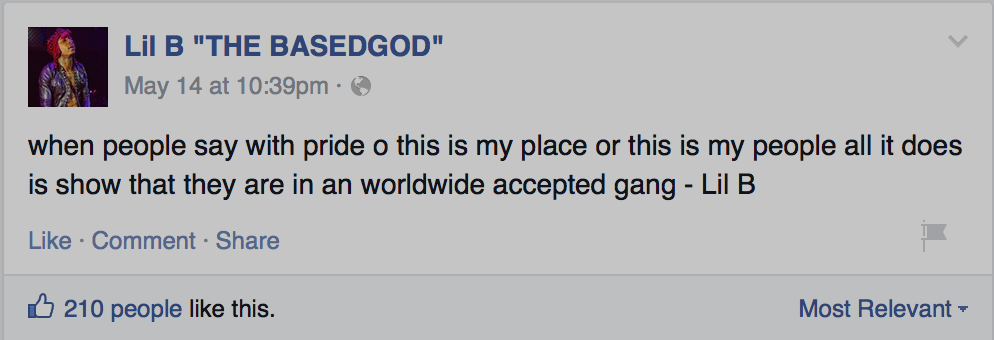 Lil B "THE BASEDGOD"
May 14 at 10:39pm ·
when people say with pride o this is my place or this is my people all it does
is show that they are in an worldwide accepted gang - Lil B
Like · Comment · Share
210 people like this.
Most Relevant